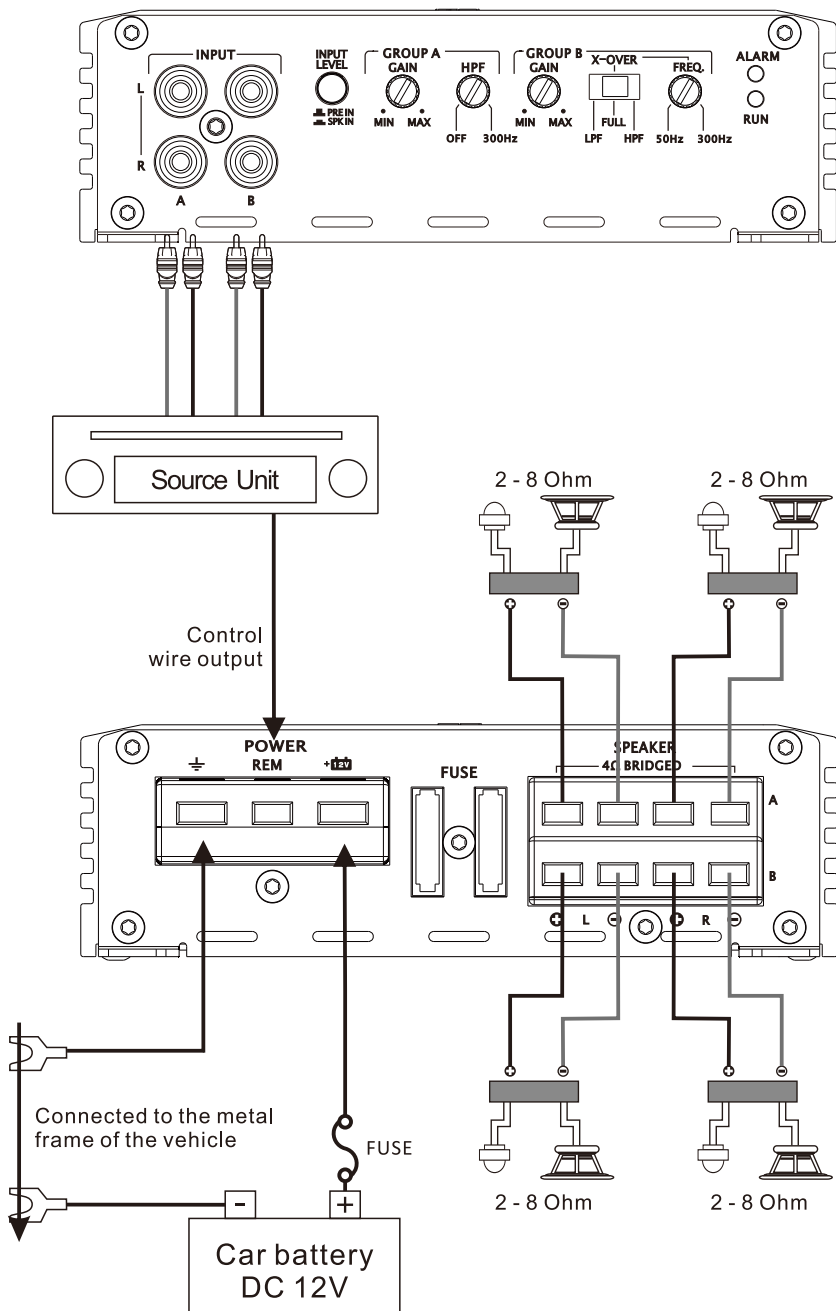 INPUT
L
R
A
B
INPUT
LEVEL
PRE IN
SPK IN
GROUP A
GAIN
MIN MAX
HPF
OFF 300Hz
GROUP B
GAIN
MIN MAX
X-OVER
FULL
LPF HPF
FREQ.
50Hz 300Hz
ALARM
RUN
Source Unit
Control
wire output
2 - 8 Ohm
2 - 8 Ohm
POWER
REM
+12V
FUSE
SPEAKER
4Ω BRIDGED
A
B
+ L - + R -
Connected to the metal
frame of the vehicle
FUSE
- +
Car battery
DC 12V
2 - 8 Ohm
2 - 8 Ohm